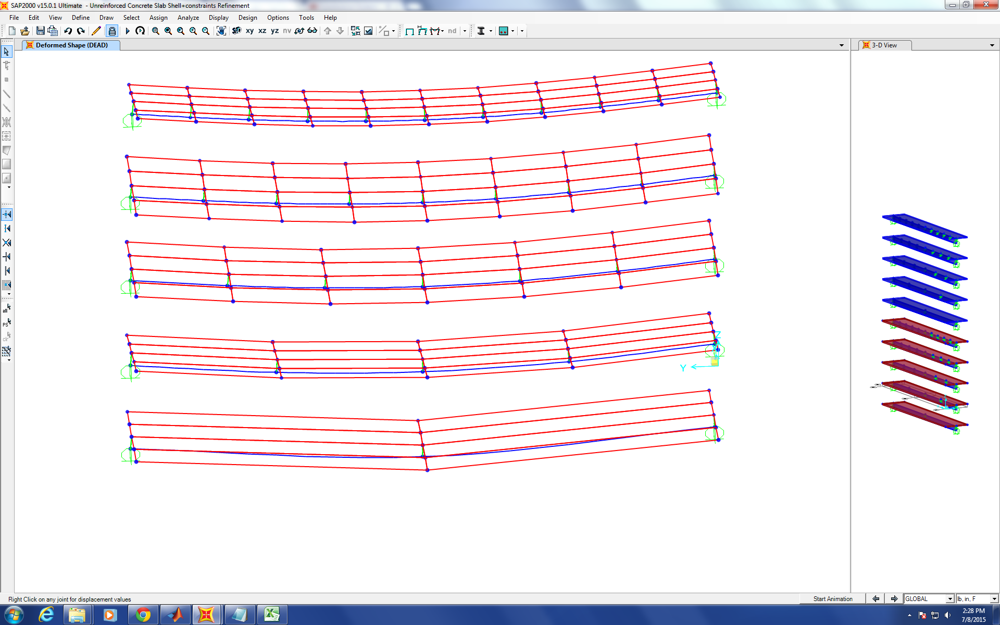 SAP2000 v15.0.1 Ultimate - Unreinforced Concrete Slab Shell+constraints Refinement
File Edit View Define Draw Select Assign Analyze Display Design Options Tools Help
3D xy xz yz nv nd
Deformed Shape (DEAD)
3-D View
all
PS
clr
Z
Y
Right Click on any joint for displacement values
Start Animation
GLOBAL
lb, in, F
2:28 PM
7/8/2015